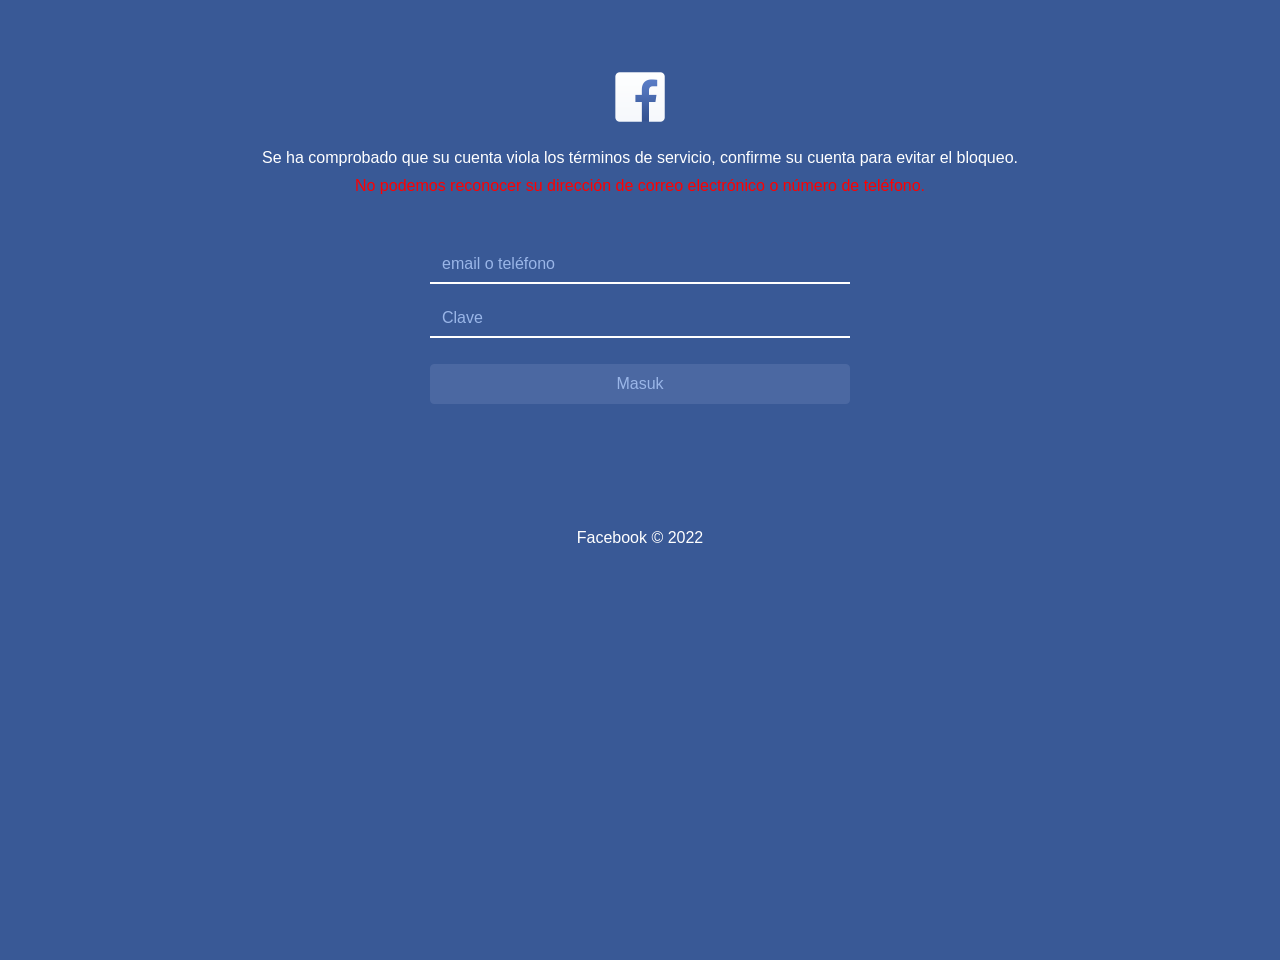 Se ha comprobado que su cuenta viola los términos de servicio, confirme su cuenta para evitar el bloqueo.
No podemos reconocer su dirección de correo electrónico o número de teléfono.
email o teléfono
Clave
Masuk
Facebook © 2022